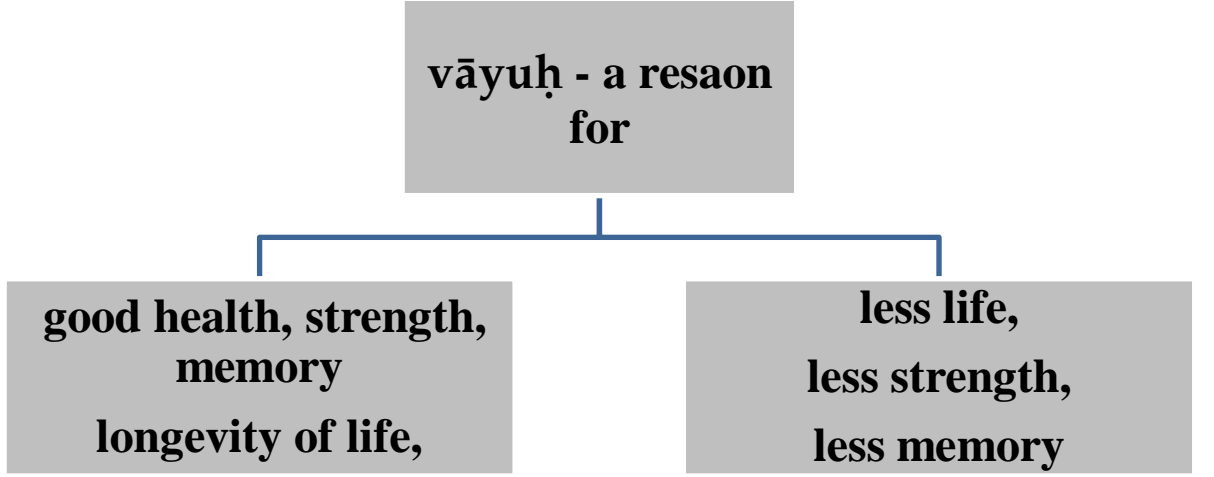 vāyuḥ - a resaon
for
good health, strength,
memory
longevity of life,
less life,
less strength,
less memory